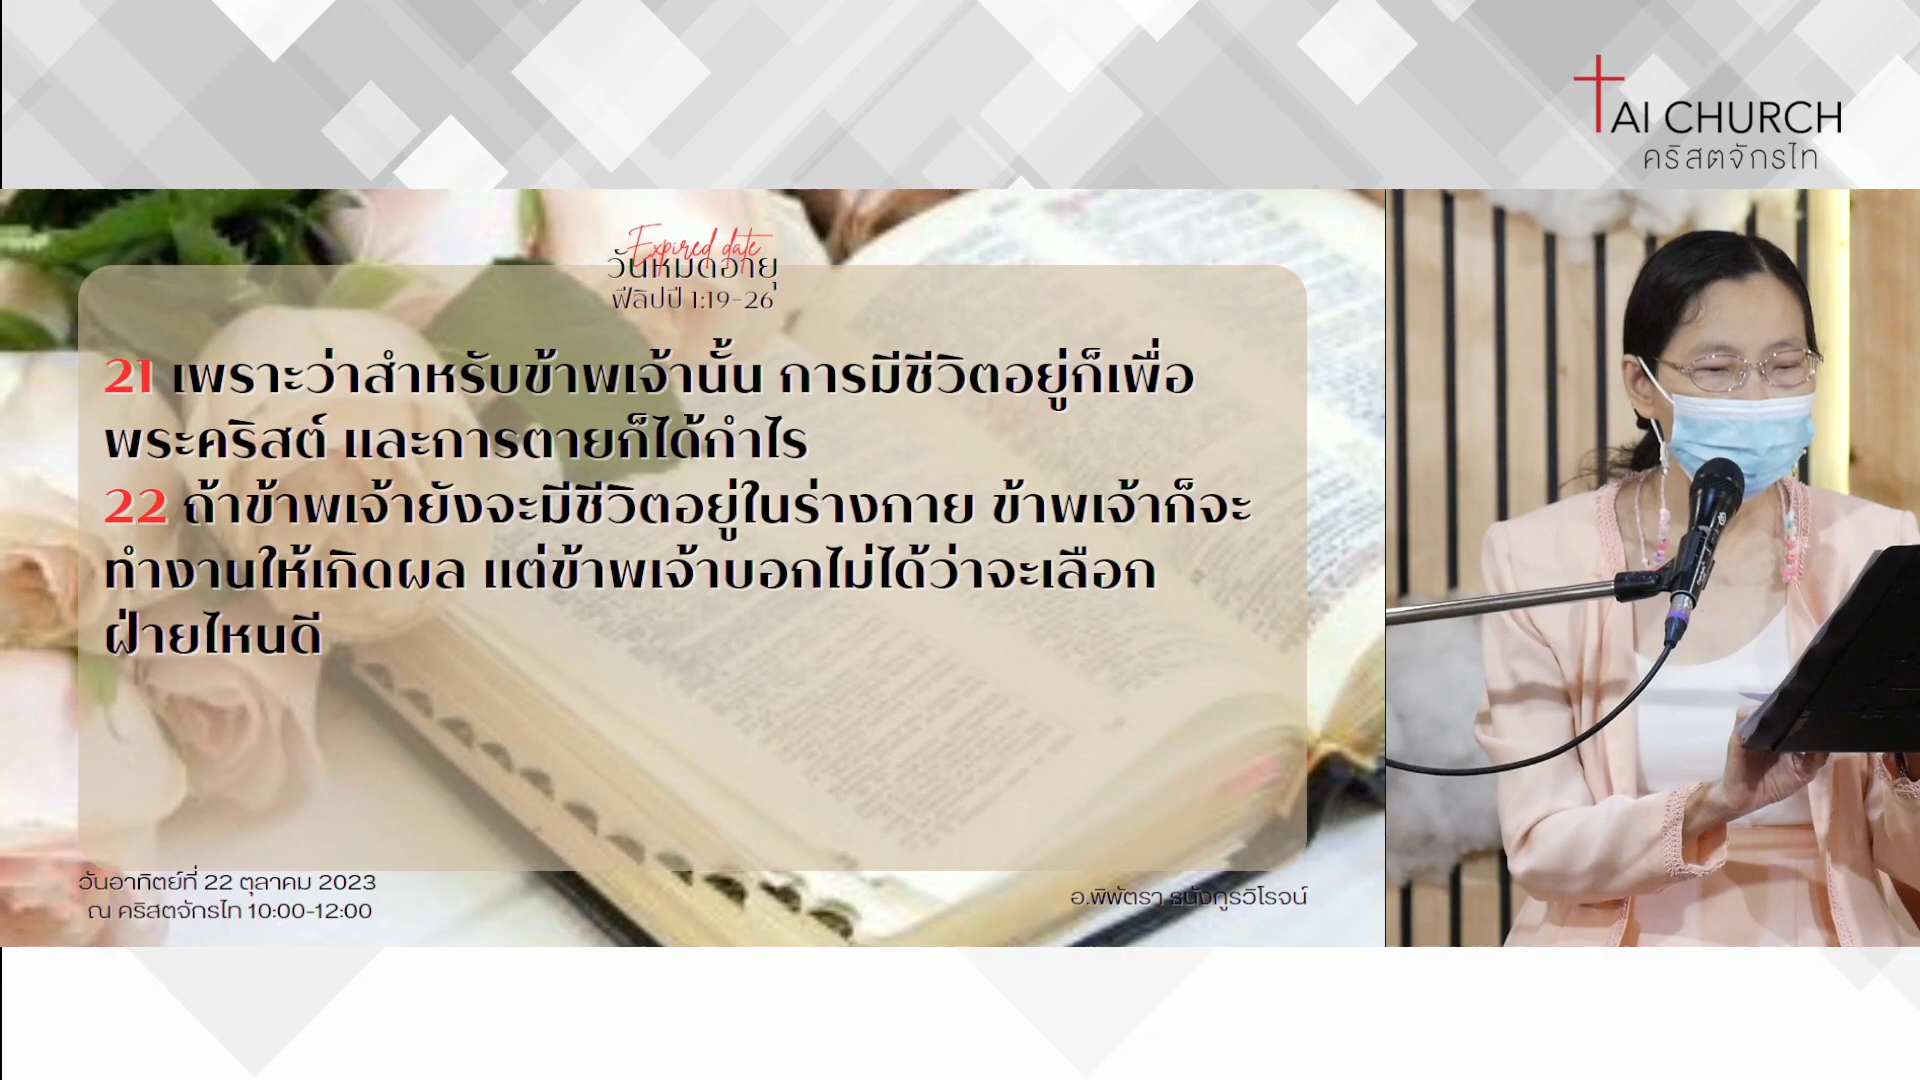 TAI CHURCH
คริสตจักรไท
Expired date
วันหมดอายุ
ฟีลิปปี 1:19-26
21 เพราะว่าสำหรับข้าพเจ้านั้น การมีชีวิตอยู่ก็เพื่อ
พระคริสต์ และการตายก็ได้กำไร
22 ถ้าข้าพเจ้ายังจะมีชีวิตอยู่ในร่างกาย ข้าพเจ้าก็จะ
ทำงานให้เกิดผล แต่ข้าพเจ้าบอกไม่ได้ว่าจะเลือก
ฝ่ายไหนดี
วันอาทิตย์ที่ 22 ตุลาคม 2023
ณ คริสตจักรไท 10:00-12:00
อ.พิพัตรา ธนังกูรวิโรจน์